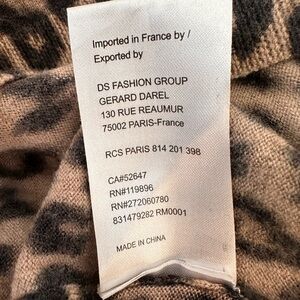 Imported in France by /
Exported by
DS FASHION GROUP
GERARD DAREL
130 RUE REAUMUR
75002 PARIS-France
RCS PARIS 814 201 398
CA#52647
RN#119896
RN#272060780
831479282 RM0001
MADE IN CHINA